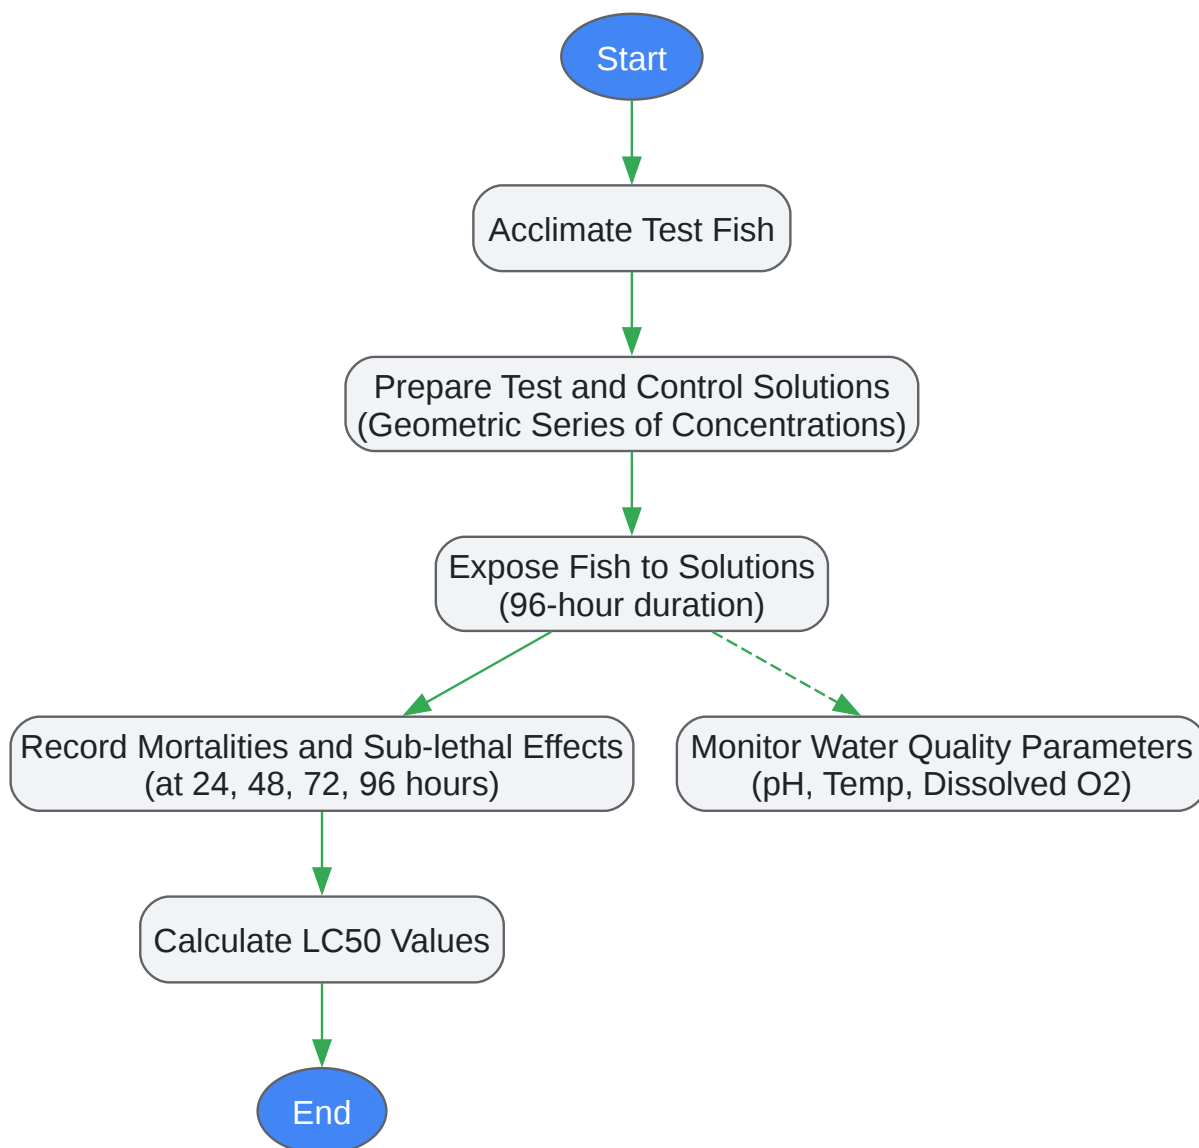 Start
Acclimate Test Fish
Prepare Test and Control Solutions
(Geometric Series of Concentrations)
Expose Fish to Solutions
(96-hour duration)
Record Mortalities and Sub-lethal Effects
(at 24, 48, 72, 96 hours)
Monitor Water Quality Parameters
(pH, Temp, Dissolved O2)
Calculate LC50 Values
End